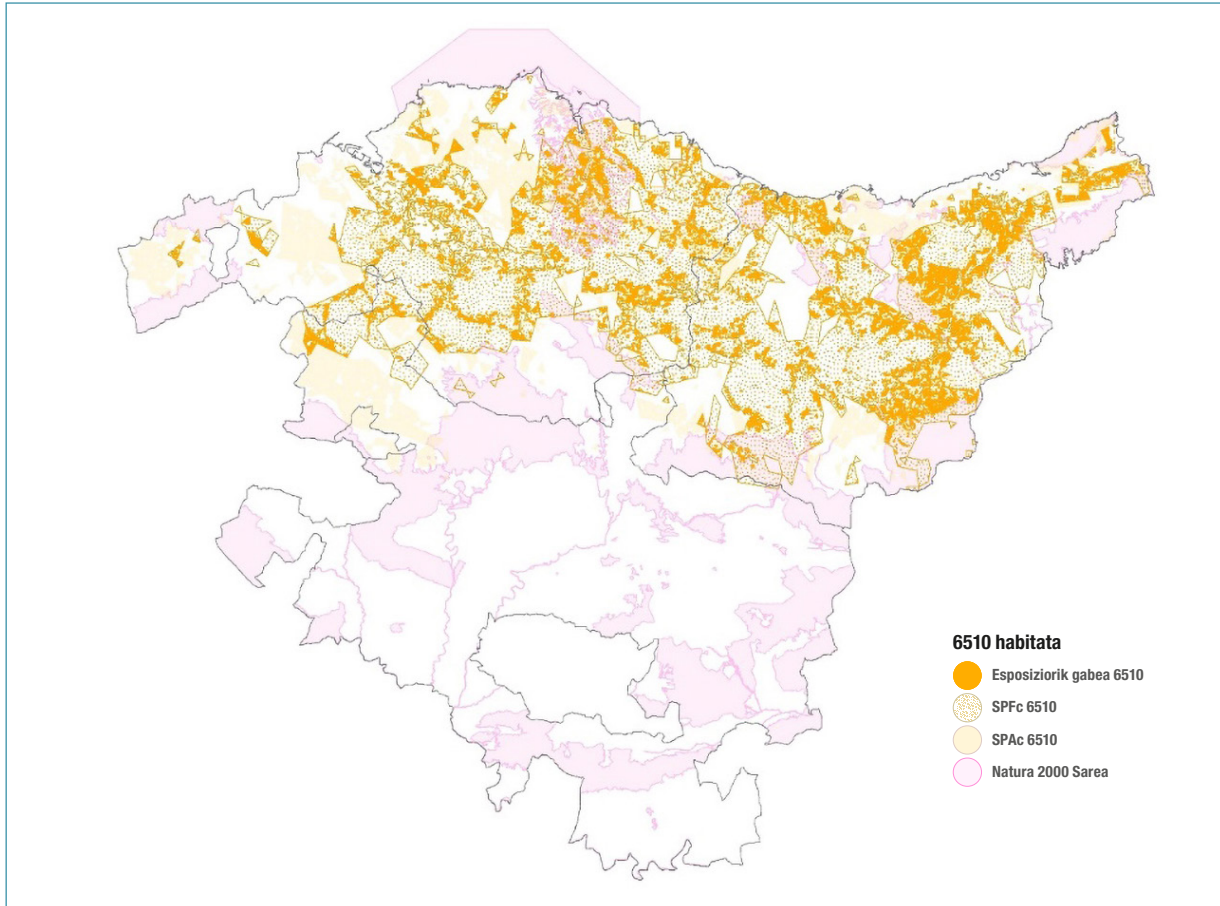 6510 habitata
Esposiziorik gabea 6510
SPFc 6510
SPAc 6510
Natura 2000 Sarea